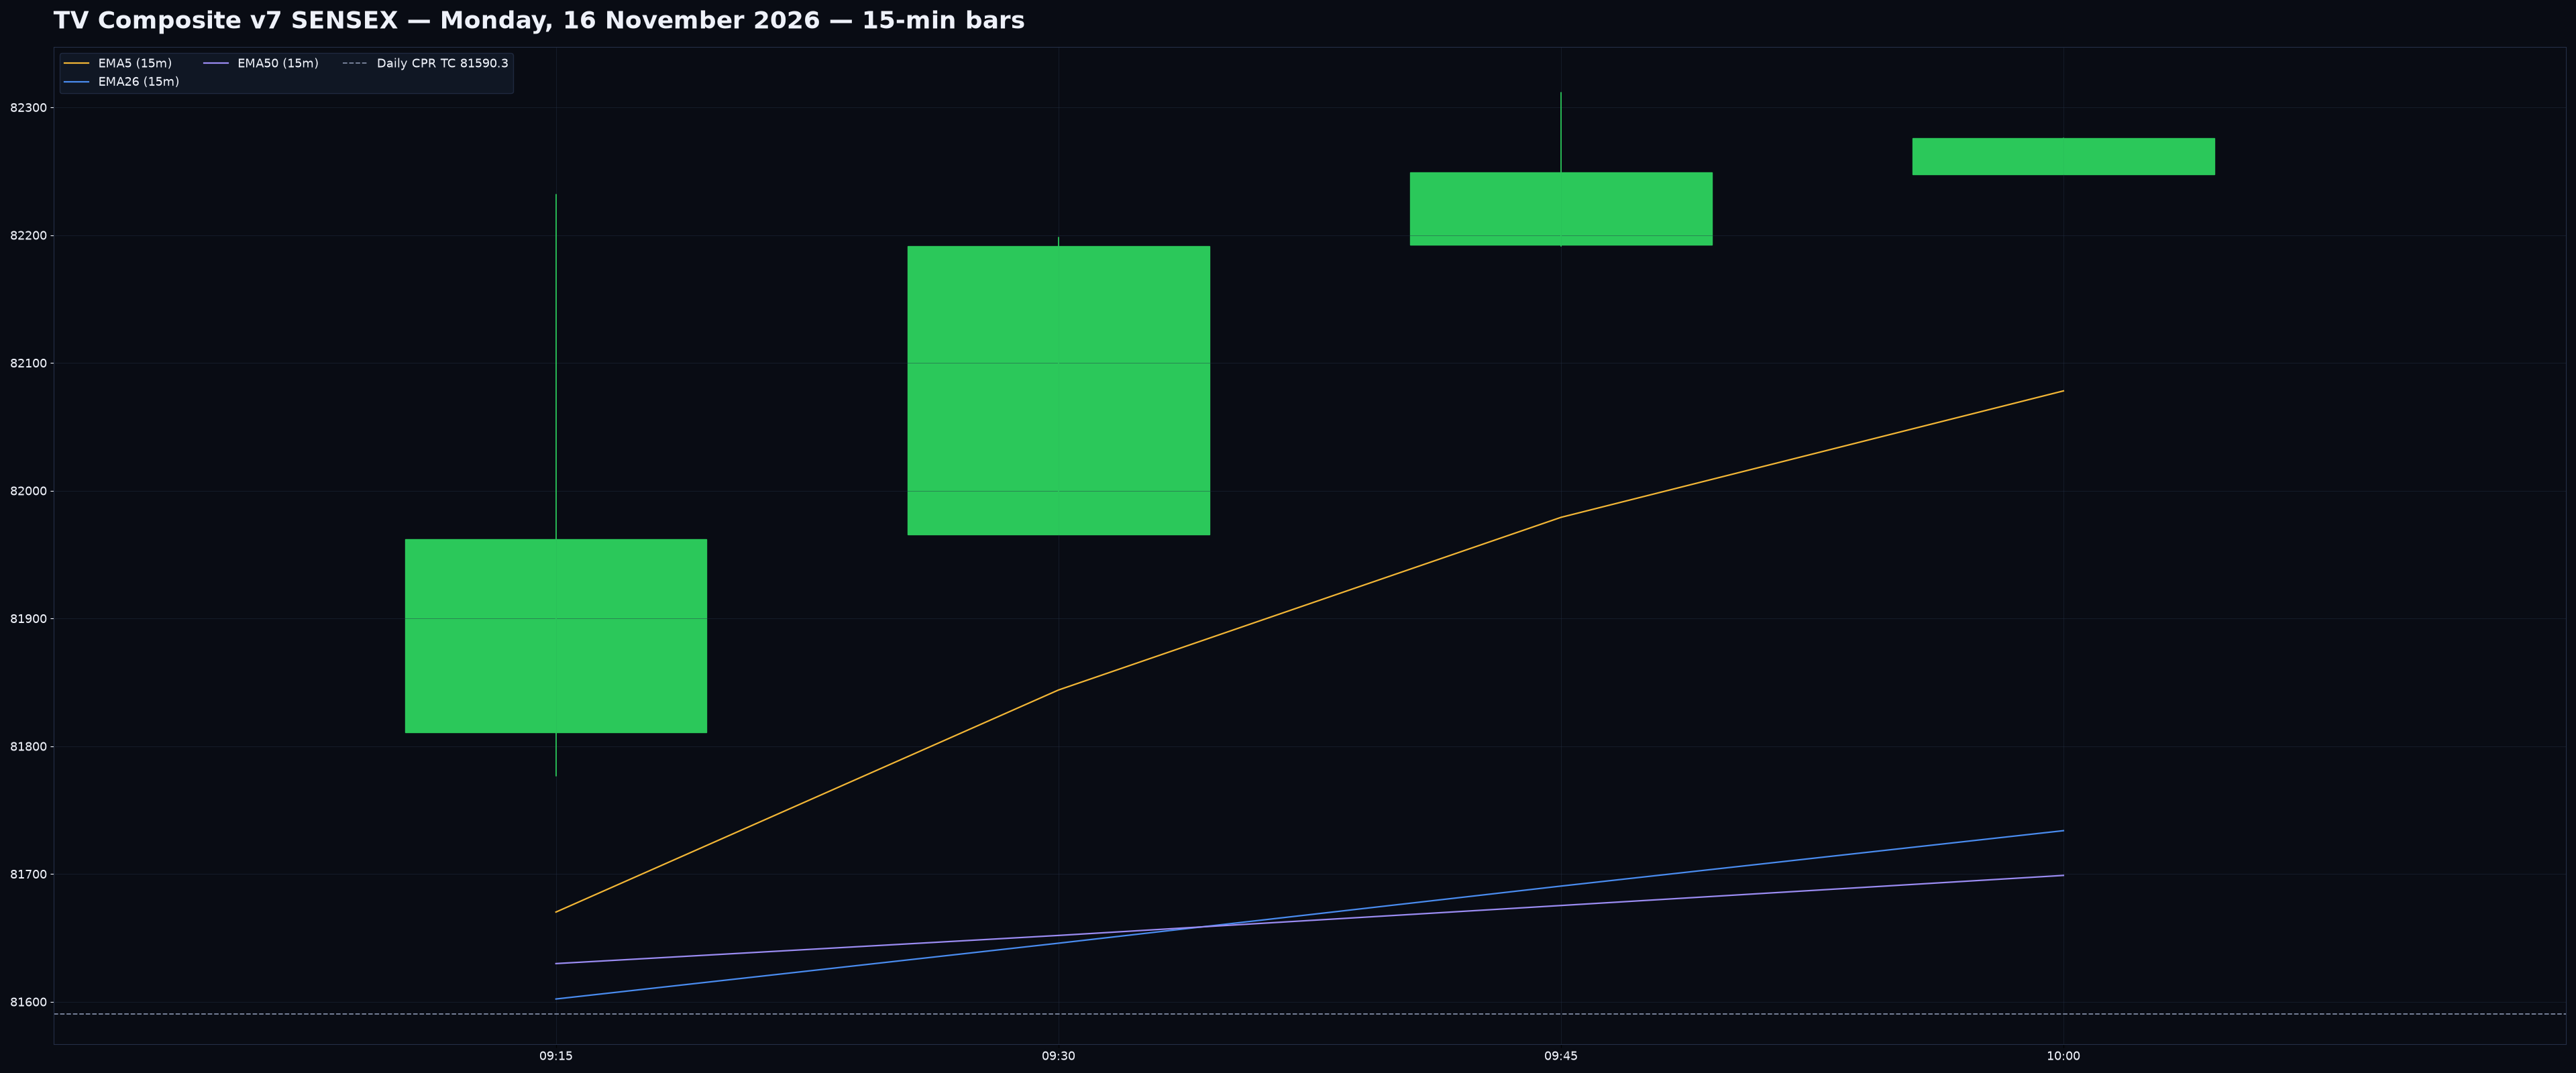 TV Composite v7 SENSEX — Monday, 16 November 2026 — 15-min bars
EMA5 (15m) EMA50 (15m) Daily CPR TC 81590.3
EMA26 (15m)
82300
82200
82100
82000
81900
81800
81700
81600
09:15 09:30 09:45 10:00